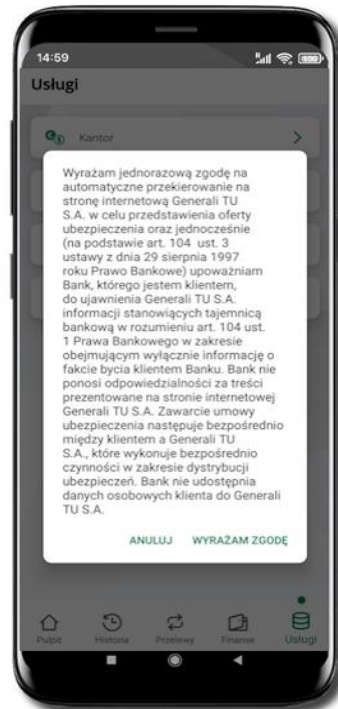 14:59
Usługi
Kantor
Wyrażam jednorazową zgodę na
automatyczne przekierowanie na
stronę internetową Generali TU
S.A. w celu przedstawienia oferty
ubezpieczenia oraz jednocześnie
(na podstawie art. 104 ust. 3
ustawy z dnia 29 sierpnia 1997
roku Prawo Bankowe) upoważniam
Bank, którego jestem klientem,
do ujawnienia Generali TU S.A.
informacji stanowiących tajemnicą
bankową w rozumieniu art. 104 ust.
1 Prawa Bankowego w zakresie
obejmującym wyłącznie informację o
fakcie bycia klientem Banku. Bank nie
ponosi odpowiedzialności za treści
prezentowane na stronie internetowej
Generali TU S.A. Zawarcie umowy
ubezpieczenia następuje bezpośrednio
między klientem a Generali TU
S.A., które wykonuje bezpośrednio
czynności w zakresie dystrybucji
ubezpieczeń. Bank nie udostępnia
danych osobowych klienta do Generali
TU S.A.
ANULUJ WYRAŻAM ZGODĘ
Pulpit Historia Przelewy Finanse Usługi